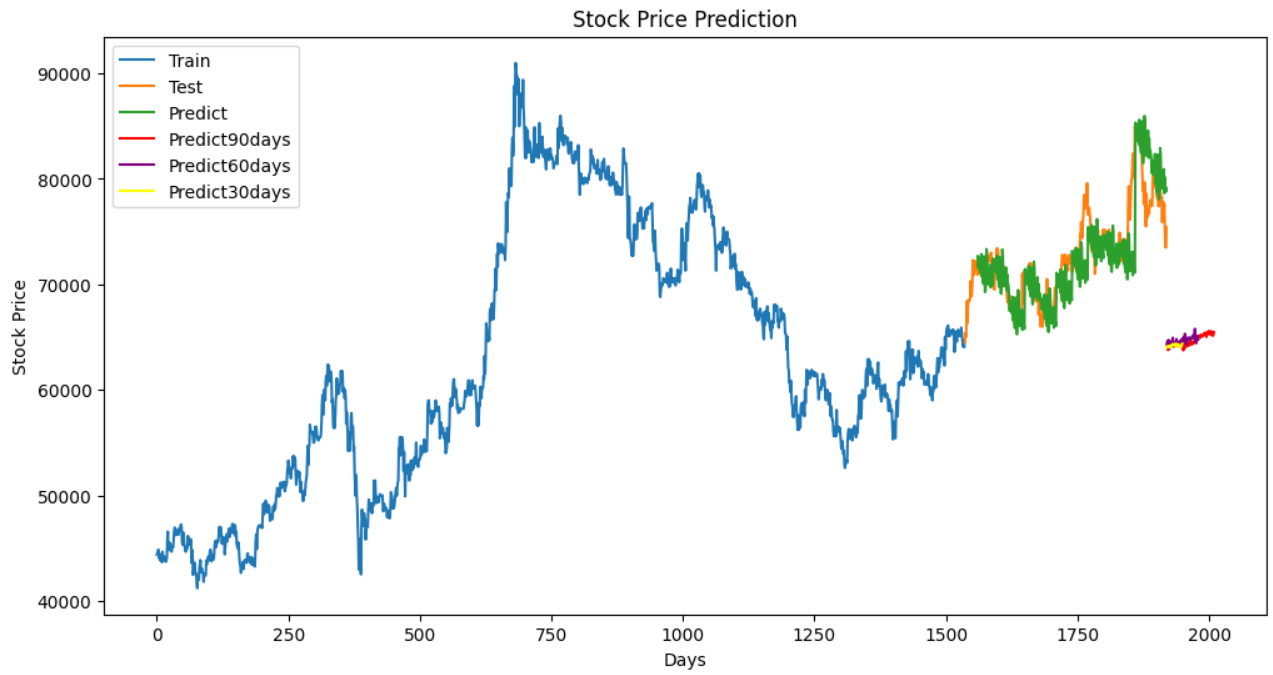 Stock Price Prediction
Train
Test
Predict
Predict90days
Predict60days
Predict30days
90000
80000
70000
60000
50000
40000
Stock Price
0 250 500 750 1000 1250 1500 1750 2000
Days